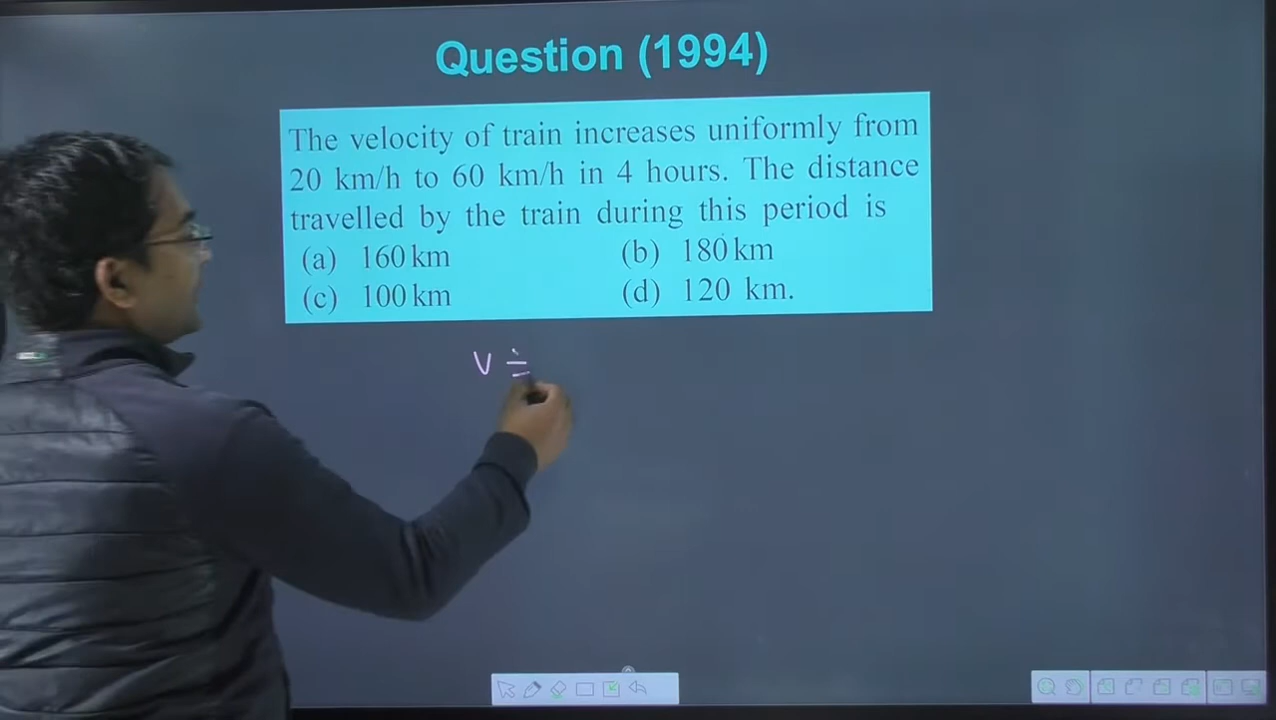 Question (1994)
The velocity of train increases uniformly from
20 km/h to 60 km/h in 4 hours. The distance
travelled by the train during this period is
(a) 160 km (b) 180 km
(c) 100 km (d) 120 km.
v =